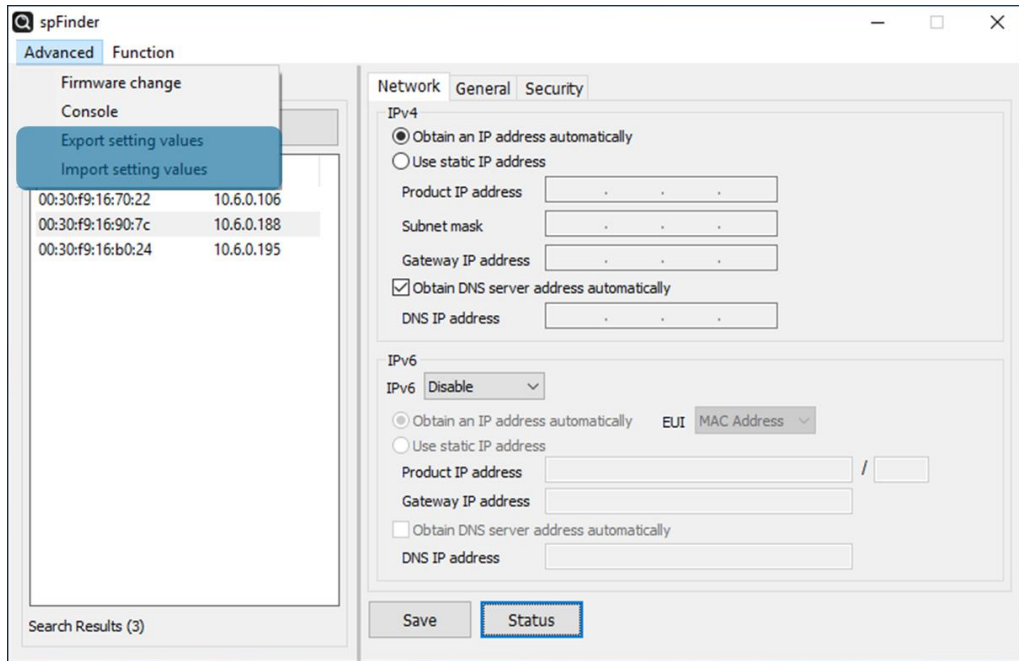 spFinder
Advanced Function
Firmware change
Console
Export setting values
Import setting values
00:30:f9:16:70:22 10.6.0.106
00:30:f9:16:90:7c 10.6.0.188
00:30:f9:16:b0:24 10.6.0.195
Search Results (3)
Network General Security
IPv4
Obtain an IP address automatically
Use static IP address
Product IP address . . .
Subnet mask . . .
Gateway IP address . . .
Obtain DNS server address automatically
DNS IP address . . .
IPv6
IPv6 Disable
Obtain an IP address automatically EUI MAC Address
Use static IP address
Product IP address /
Gateway IP address
Obtain DNS server address automatically
DNS IP address
Save Status